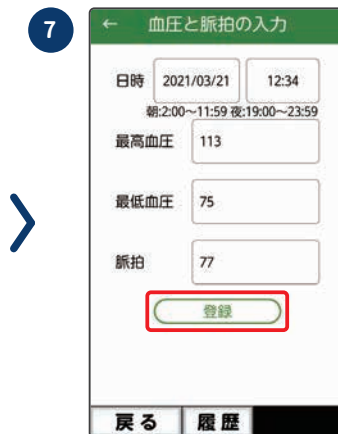 7
← 血圧と脈拍の入力
日時 2021/03/21 12:34
朝:2:00～11:59 夜:19:00～23:59
最高血圧 113
最低血圧 75
脈拍 77
登録
戻る 履歴